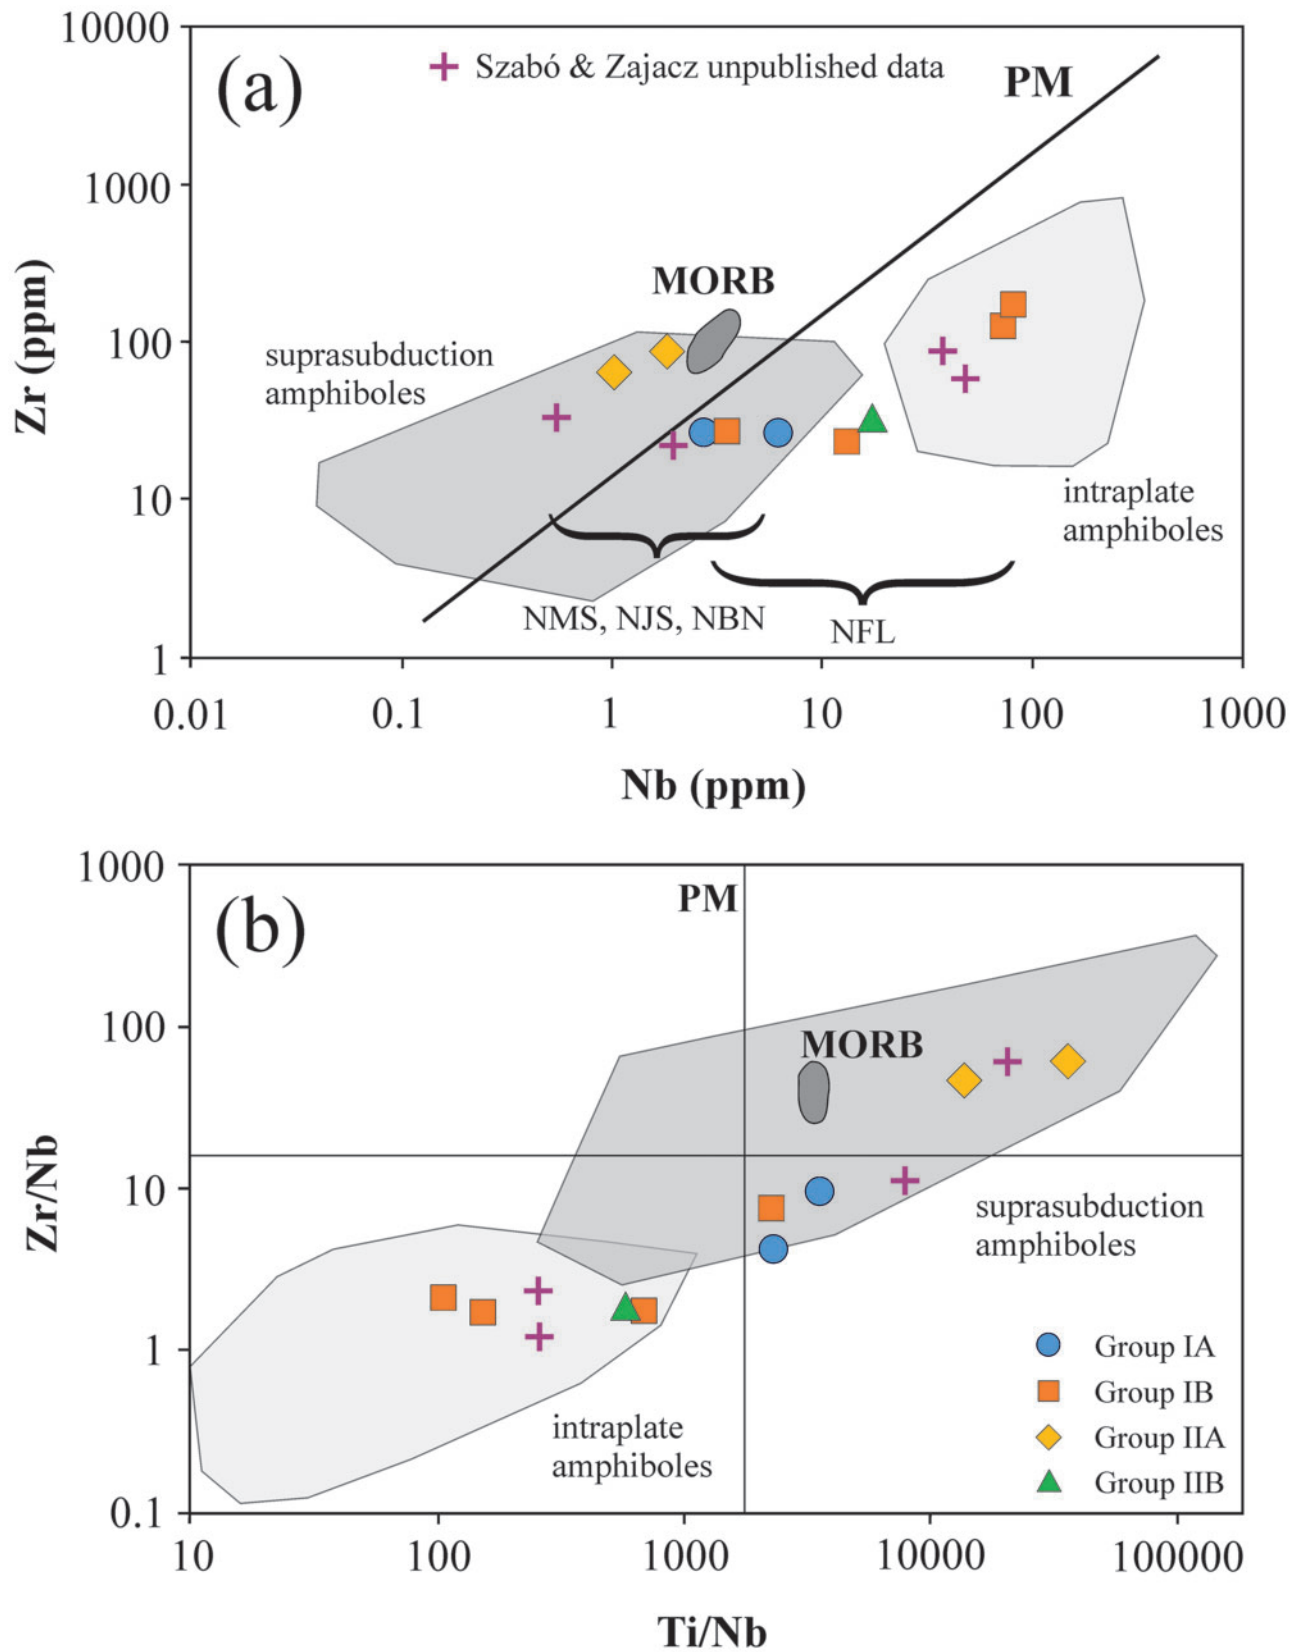 10000
(a)
Szabó & Zajacz unpublished data
PM
1000
MORB
Zr (ppm)
100
suprasubduction
amphiboles
10
intraplate
amphiboles
NMS, NJS, NBN
NFL
1
0.01 0.1 1 10 100 1000
Nb (ppm)
1000
PM
(b)
100
MORB
Zr/Nb
10
suprasubduction
amphiboles
1
Group IA
Group IB
intraplate
amphiboles
Group IIA
Group IIB
0.1
10 100 1000 10000 100000
Ti/Nb